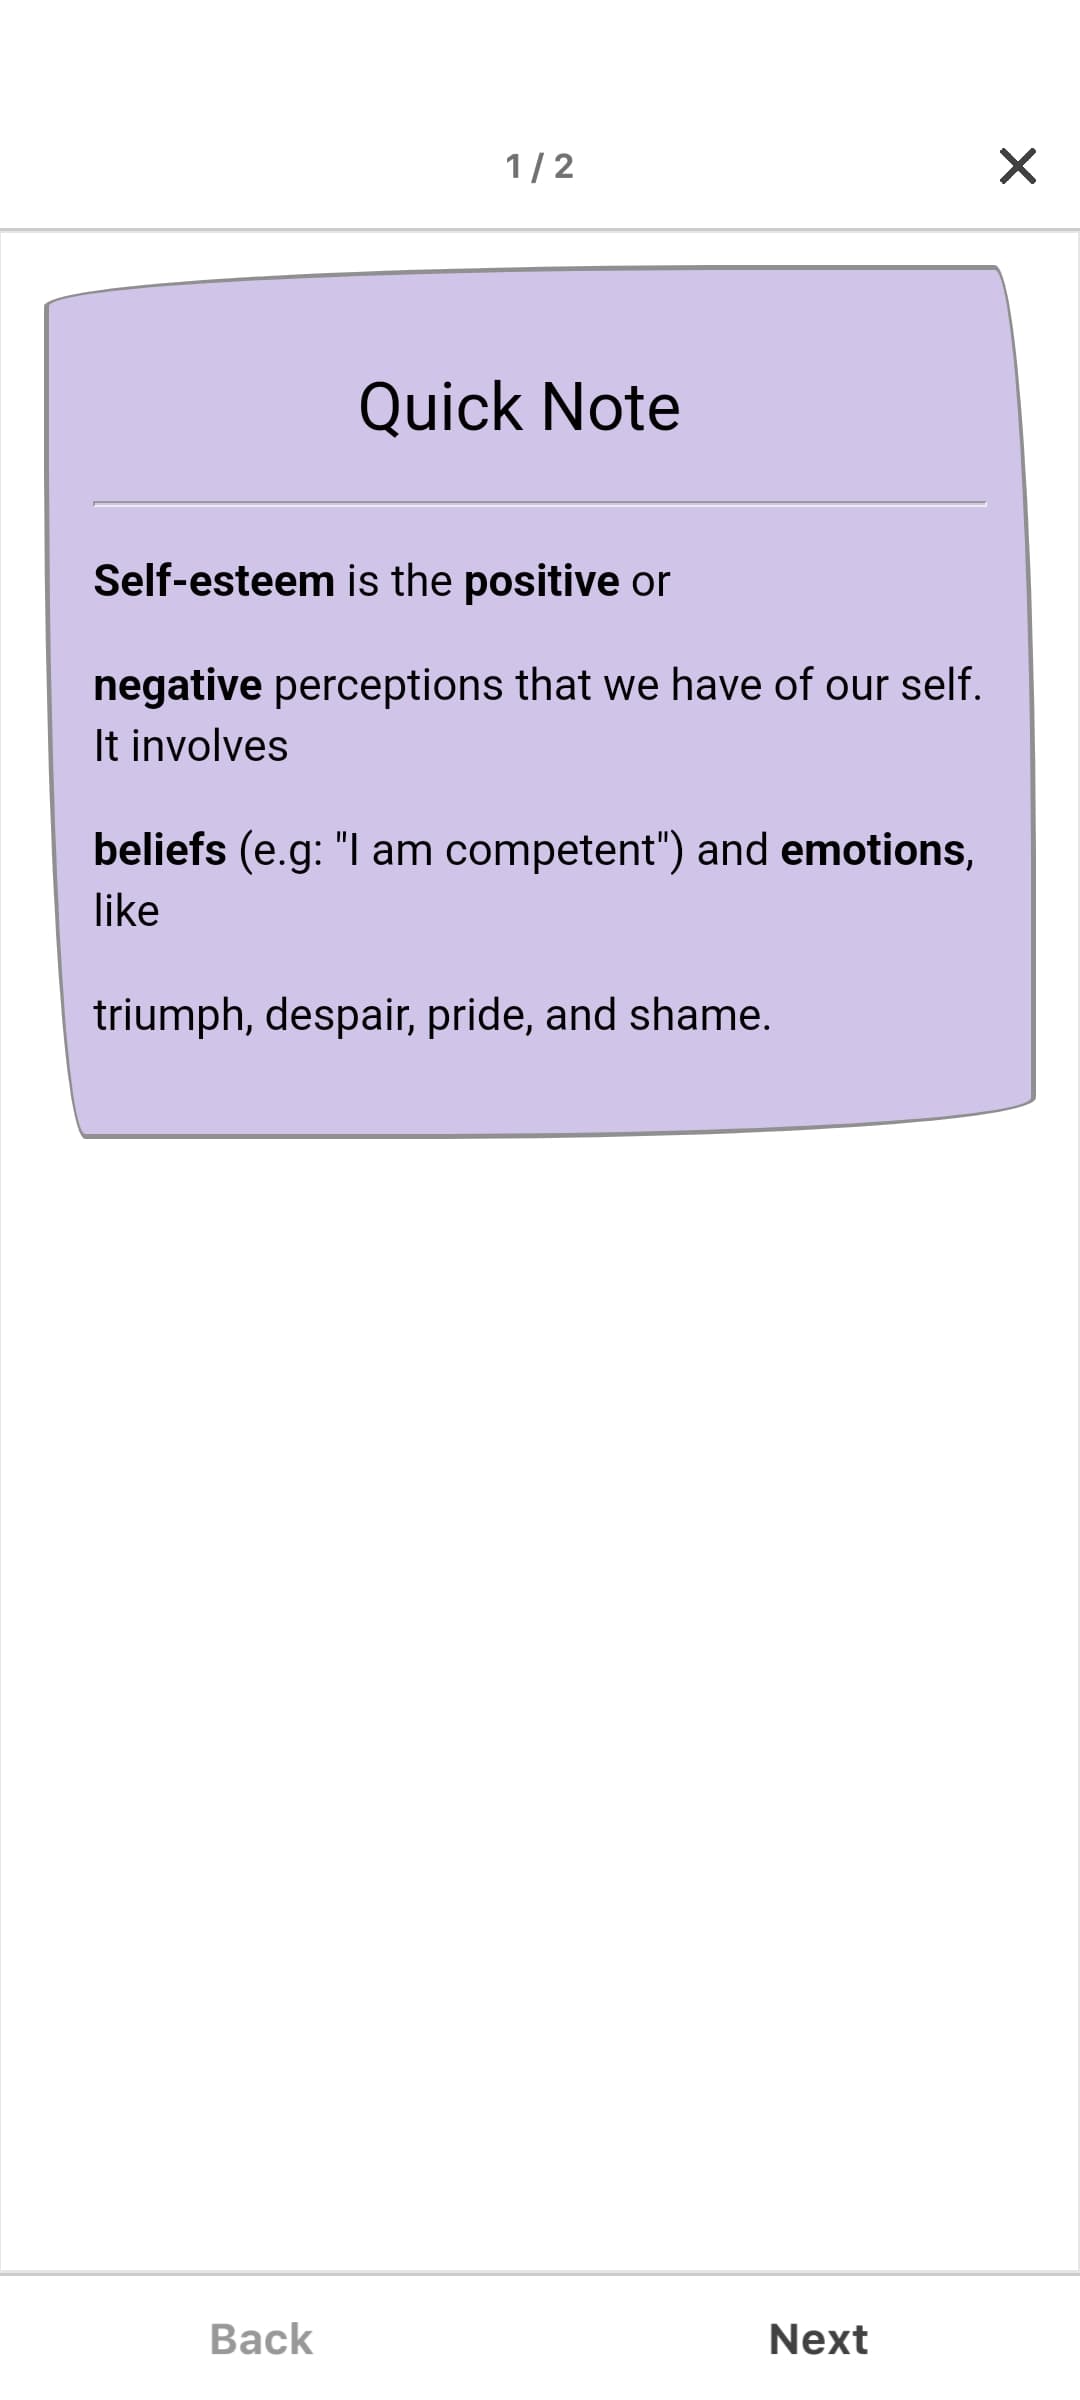 1 / 2
Quick Note
Self-esteem is the positive or
negative perceptions that we have of our self.
It involves
beliefs (e.g: "I am competent") and emotions,
like
triumph, despair, pride, and shame.
Back
Next